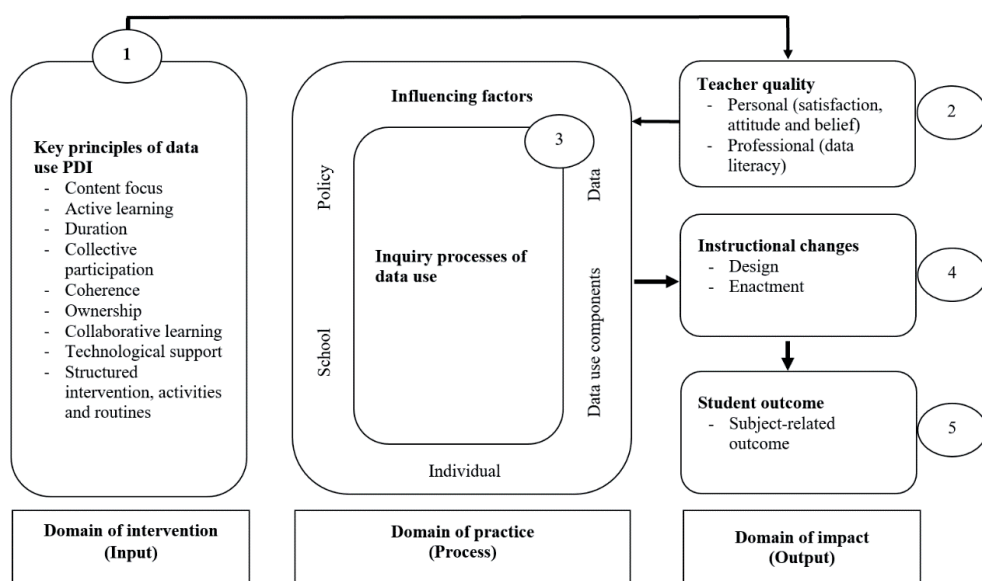 1
Key principles of data
use PDI
- Content focus
- Active learning
- Duration
- Collective
participation
- Coherence
- Ownership
- Collaborative learning
- Technological support
- Structured
intervention, activities
and routines
Domain of intervention
(Input)
Influencing factors
3
Policy
Data
Inquiry processes of
data use
School
Data use components
Individual
Domain of practice
(Process)
Teacher quality
- Personal (satisfaction,
attitude and belief)
- Professional (data
literacy)
2
Instructional changes
- Design
- Enactment
4
Student outcome
- Subject-related
outcome
5
Domain of impact
(Output)